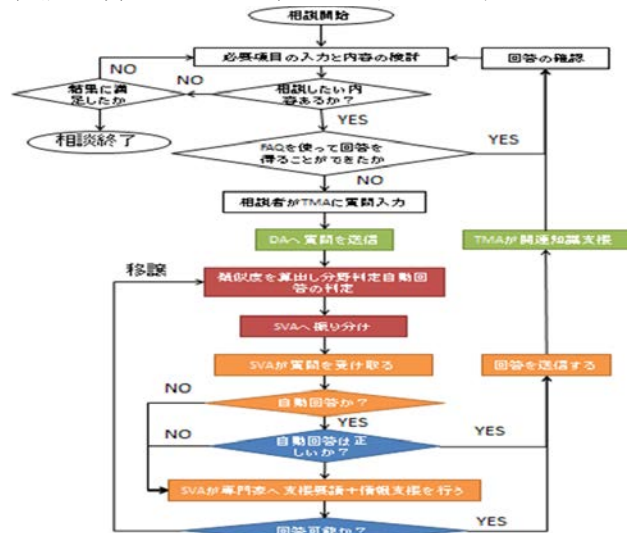 相談開始
必要項目の入力と内容の検討
回答の確認
NO
NO
結果に満
足したか
相談したい内
容あるか？
YES
相談終了
FAQを使って回答を
得ることができたか
YES
NO
相談者がTMAに質問入力
DAへ質問を送信
TMAが関連知識支援
移譲
類似度を算出し分野判定自動回
答の判定
SVAへ振り分け
SVAが質問を受け取る
回答を送信する
NO
自動回答か？
YES
NO
自動回答は正
しいか？
YES
SVAが専門家へ支援要請+情報支援を行う
YES
回答可能か？